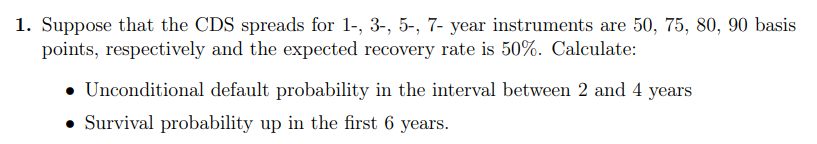 1. Suppose that the CDS spreads for 1-, 3-, 5-, 7- year instruments are 50, 75, 80, 90 basis
points, respectively and the expected recovery rate is 50%. Calculate:
• Unconditional default probability in the interval between 2 and 4 years
• Survival probability up in the first 6 years.